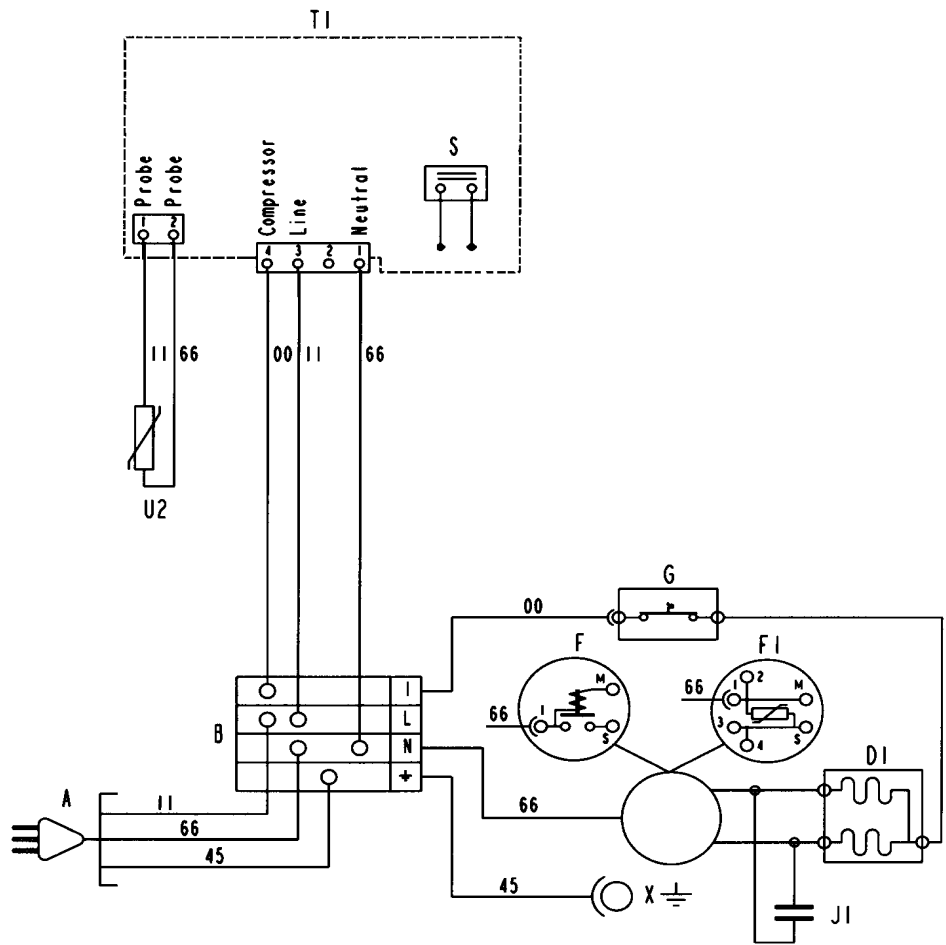 T1
S
Probe
Probe
Compressor
Line
Neutral
1 2
4 3 2 1
11 66
00 11 66
U2
G
00
F
F1
M
1
S
66
66
1 2 M
3 4 S
B
I
L
N
D1
A
11
66
45
66
45
X
J1